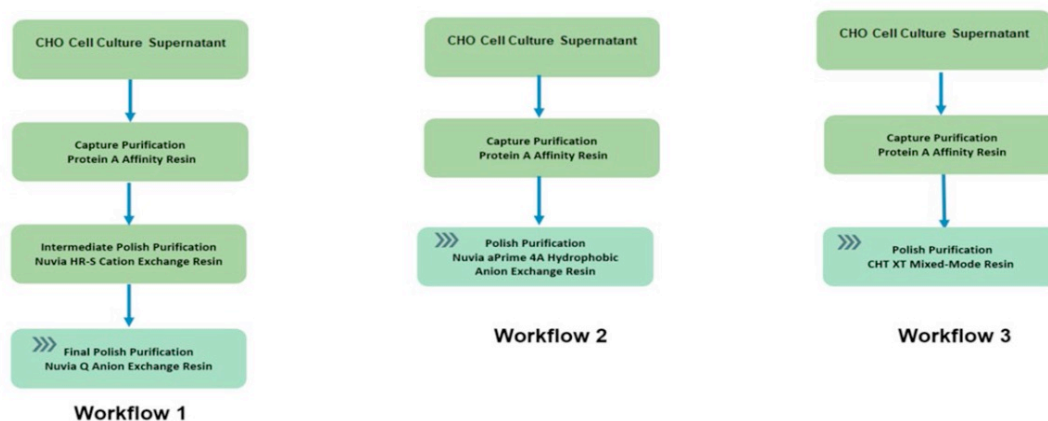 CHO Cell Culture Supernatant
Capture Purification
Protein A Affinity Resin
Intermediate Polish Purification
Nuvia HR-S Cation Exchange Resin
Final Polish Purification
Nuvia Q Anion Exchange Resin
Workflow 1
CHO Cell Culture Supernatant
Capture Purification
Protein A Affinity Resin
Polish Purification
Nuvia aPrime 4A Hydrophobic
Anion Exchange Resin
Workflow 2
CHO Cell Culture Supernatant
Capture Purification
Protein A Affinity Resin
Polish Purification
CHT XT Mixed-Mode Resin
Workflow 3